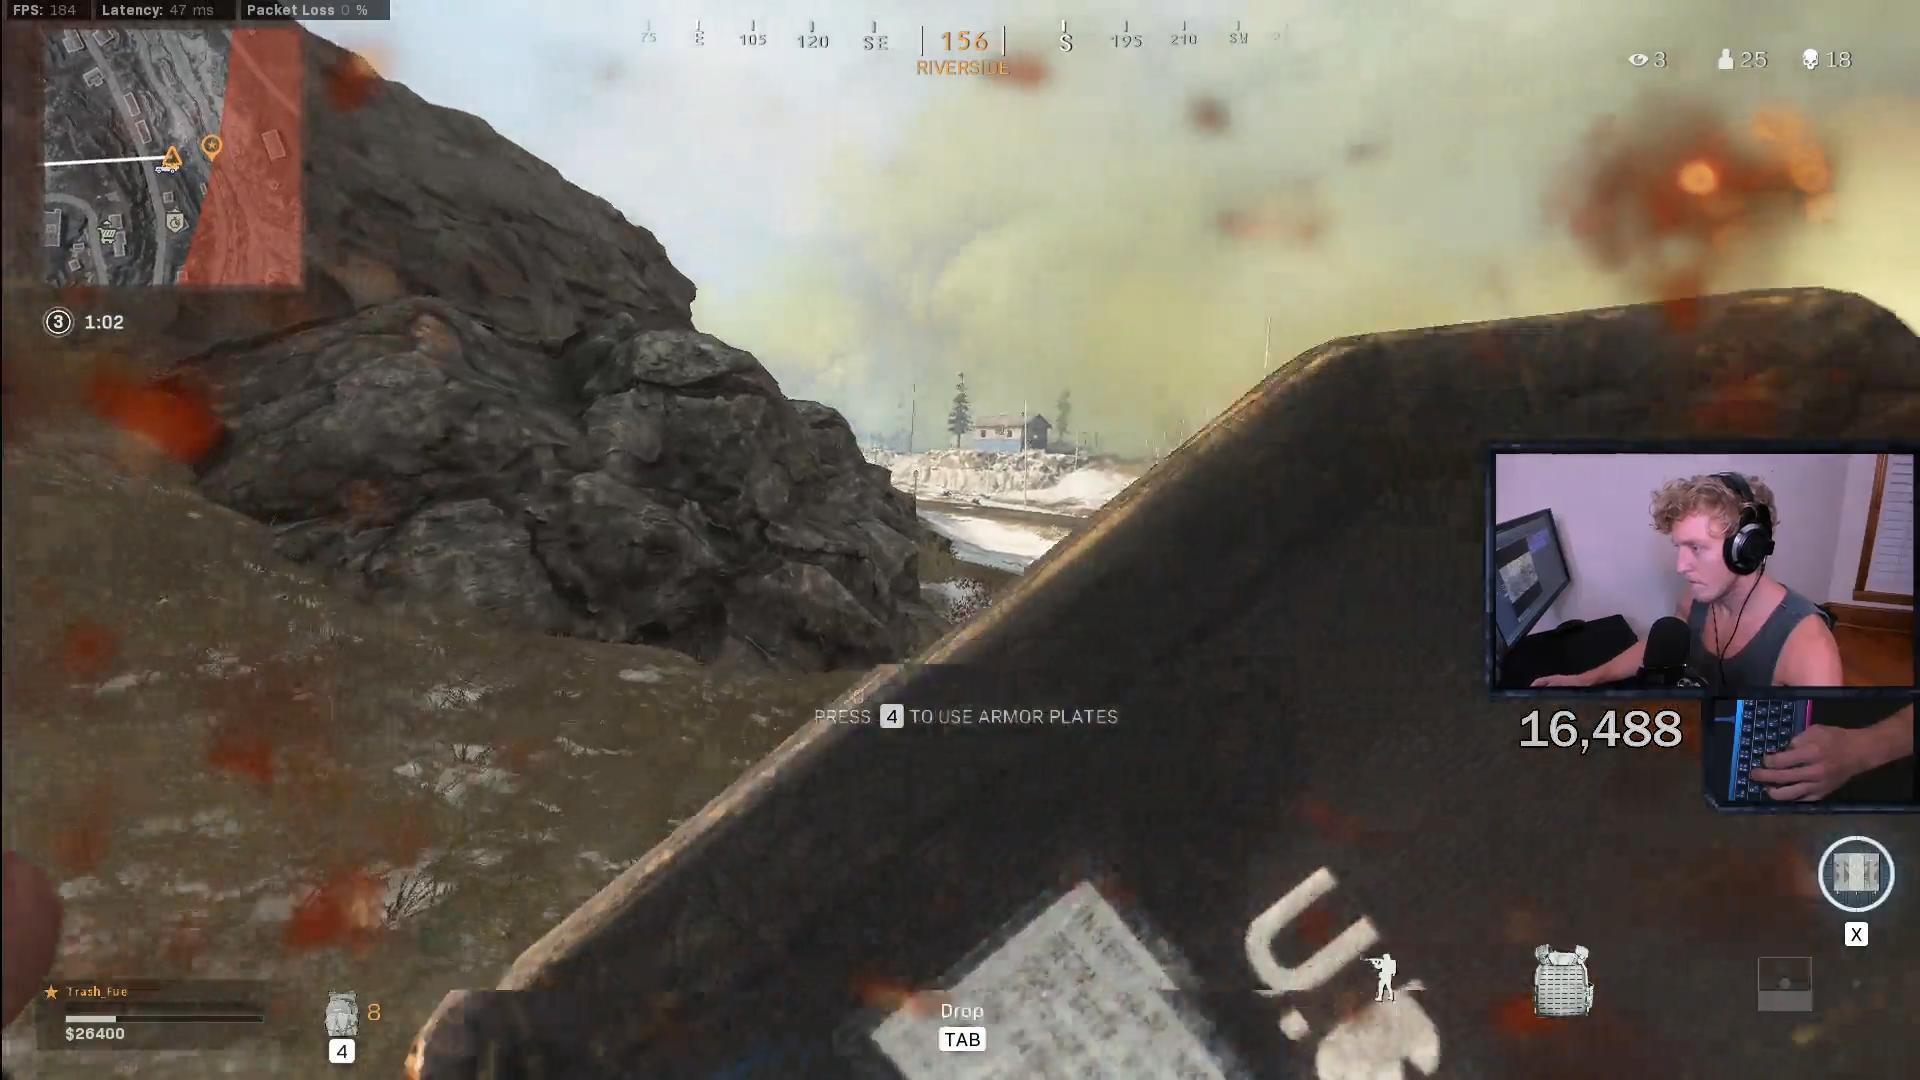 FPS: 184 Latency: 47 ms Packet Loss 0 %
75 E 105 120 SE 156 S 195 210 SW
RIVERSIDE
3 25 18
3 1:02
PRESS 4 TO USE ARMOR PLATES
16,488
X
Trash_Fue
$26400
8
4
Drop
TAB
U.S